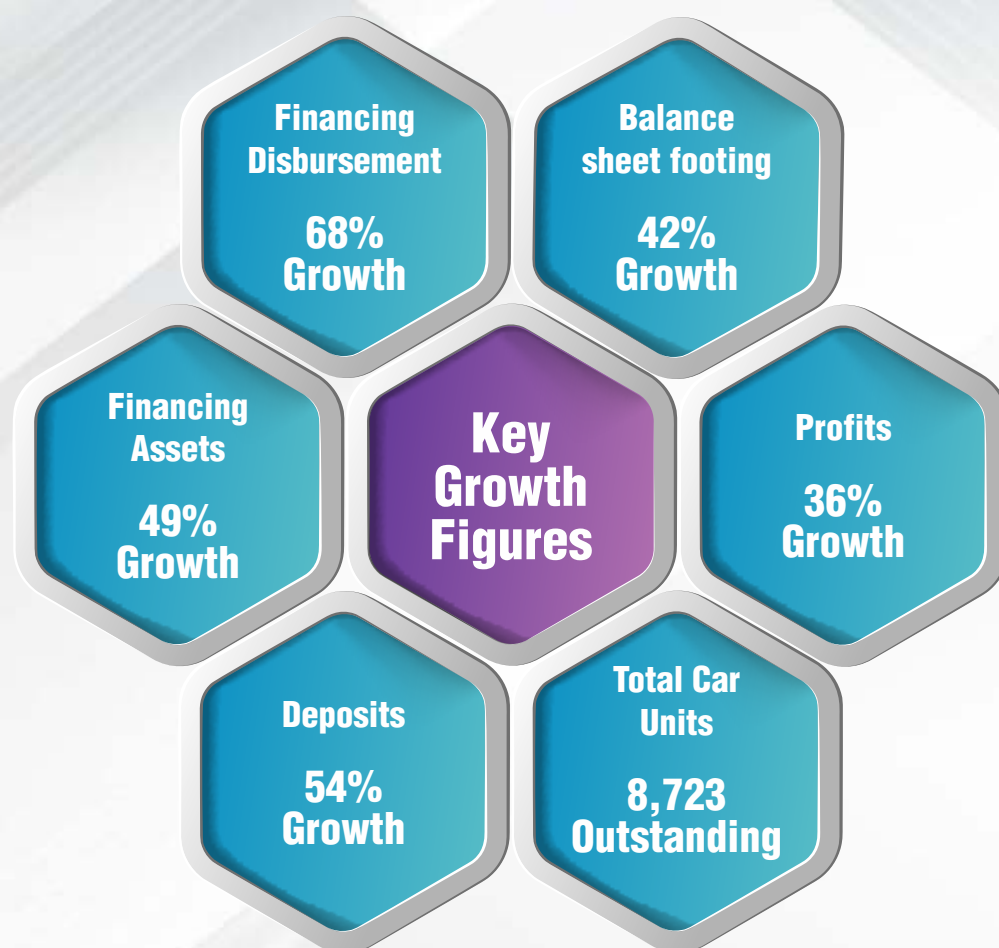 Financing
Disbursement
68%
Growth
Balance
sheet footing
42%
Growth
Financing
Assets
49%
Growth
Key
Growth
Figures
Profits
36%
Growth
Deposits
54%
Growth
Total Car
Units
8,723
Outstanding